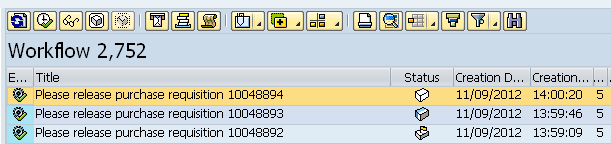 Workflow 2,752
E... Title Status Creation D... Creation... ...
Please release purchase requisition 10048894 11/09/2012 14:00:20 5
Please release purchase requisition 10048893 11/09/2012 13:59:46 5
Please release purchase requisition 10048892 11/09/2012 13:59:09 5